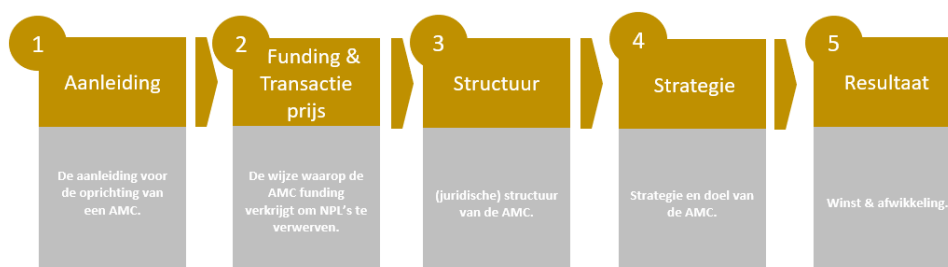 1
Aanleiding
De aanleiding voor
de oprichting van
een AMC.
2
Funding &
Transactie
prijs
De wijze waarop de
AMC funding
verkrijgt om NPL's te
verwerven.
3
Structuur
(juridische) structuur
van de AMC.
4
Strategie
Strategie en doel van
de AMC.
5
Resultaat
Winst & afwikkeling.